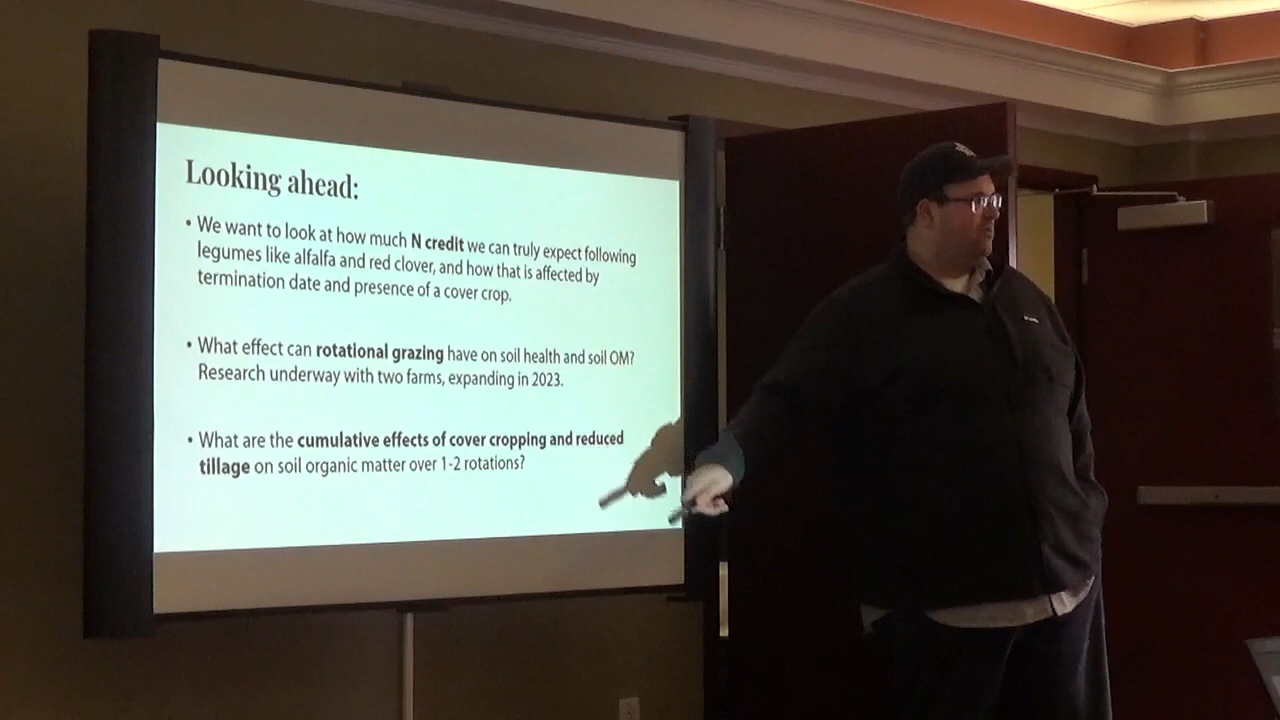 Looking ahead:
• We want to look at how much N credit we can truly expect following
legumes like alfalfa and red clover, and how that is affected by
termination date and presence of a cover crop.
• What effect can rotational grazing have on soil health and soil OM?
Research underway with two farms, expanding in 2023.
• What are the cumulative effects of cover cropping and reduced
tillage on soil organic matter over 1-2 rotations?